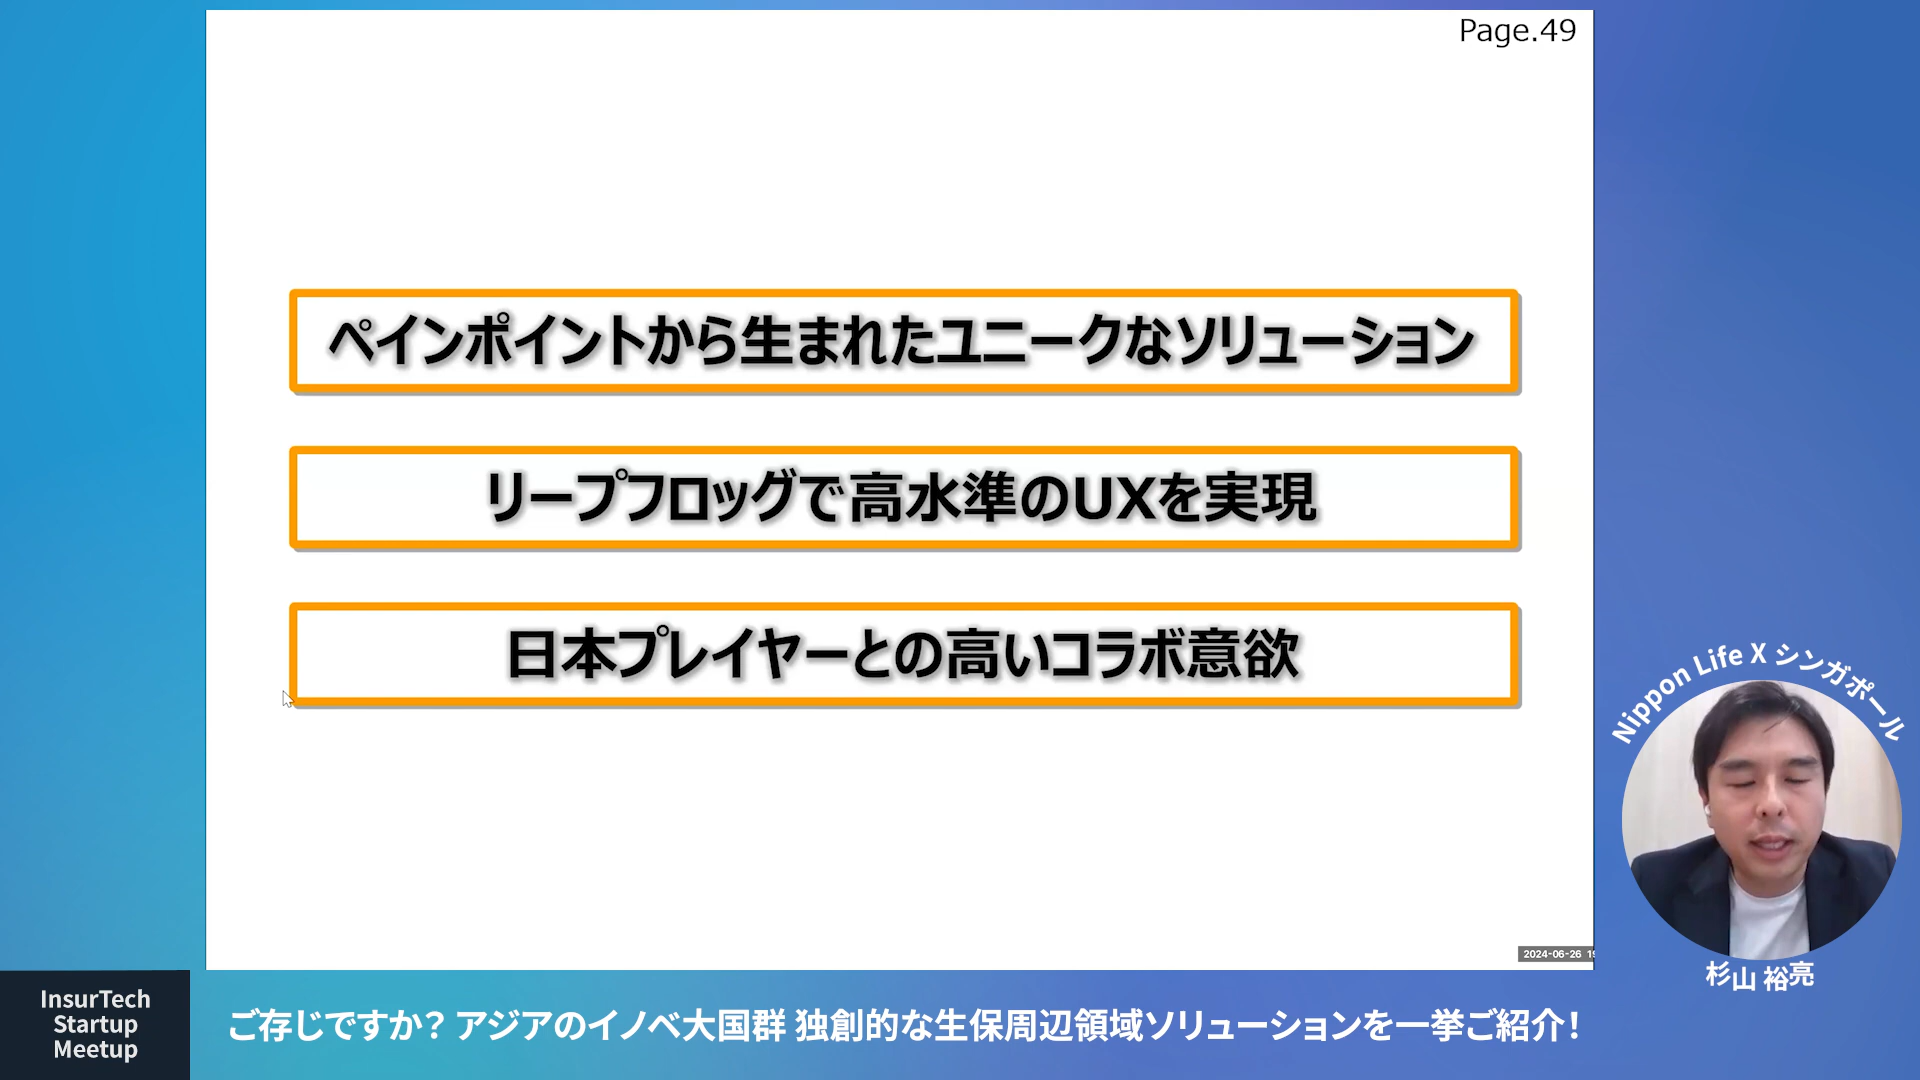 Page.49
ペインポイントから生まれたユニークなソリューション
リープフロッグで高水準のUXを実現
日本プレイヤーとの高いコラボ意欲
2024-06-26
Nippon Life X シンガポール
杉山 裕亮
InsurTech
Startup
Meetup
ご存じですか？ アジアのイノベ大国群 独創的な生保周辺領域ソリューションを一挙ご紹介！